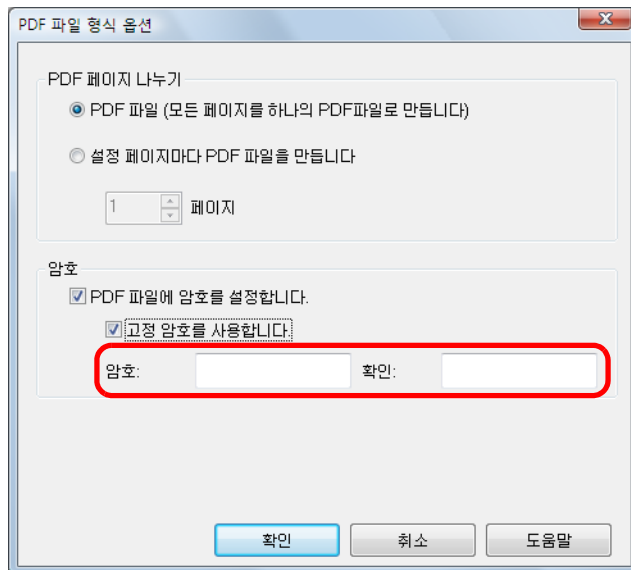 PDF 파일 형식 옵션
PDF 페이지 나누기
PDF 파일 (모든 페이지를 하나의 PDF파일로 만듭니다)
설정 페이지마다 PDF 파일을 만듭니다
1 페이지
암호
PDF 파일에 암호를 설정합니다.
고정 암호를 사용합니다.
암호: 확인:
확인 취소 도움말